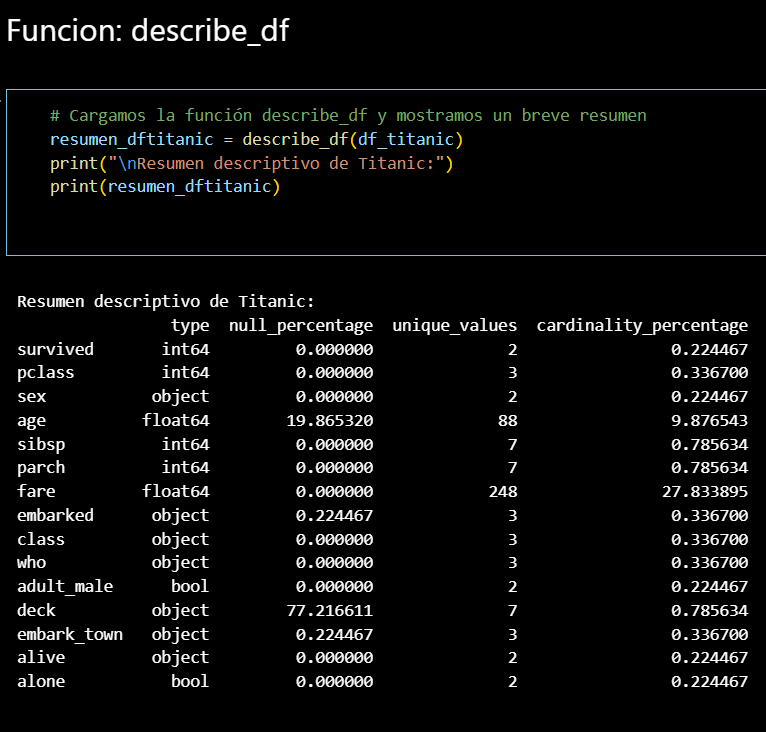 Funcion: describe_df
# Cargamos la función describe_df y mostramos un breve resumen
resumen_dftitanic = describe_df(df_titanic)
print("\nResumen descriptivo de Titanic:")
print(resumen_dftitanic)
Resumen descriptivo de Titanic:
type null_percentage unique_values cardinality_percentage
survived int64 0.000000 2 0.224467
pclass int64 0.000000 3 0.336700
sex object 0.000000 2 0.224467
age float64 19.865320 88 9.876543
sibsp int64 0.000000 7 0.785634
parch int64 0.000000 7 0.785634
fare float64 0.000000 248 27.833895
embarked object 0.224467 3 0.336700
class object 0.000000 3 0.336700
who object 0.000000 3 0.336700
adult_male bool 0.000000 2 0.224467
deck object 77.216611 7 0.785634
embark_town object 0.224467 3 0.336700
alive object 0.000000 2 0.224467
alone bool 0.000000 2 0.224467